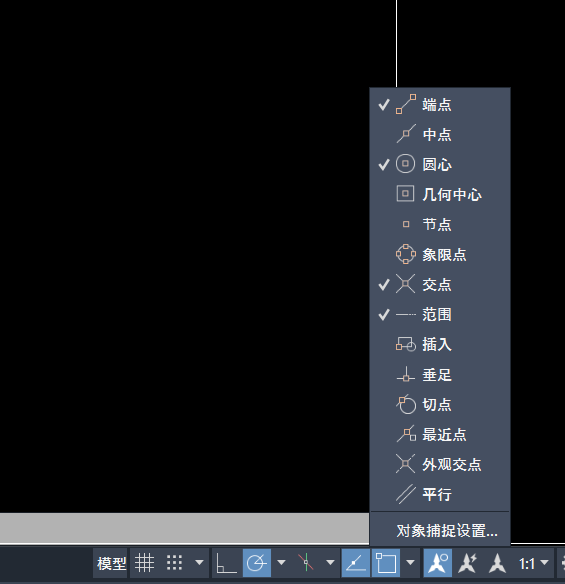 端点
中点
圆心
几何中心
节点
象限点
交点
范围
插入
垂足
切点
最近点
外观交点
平行
对象捕捉设置...
模型
1:1